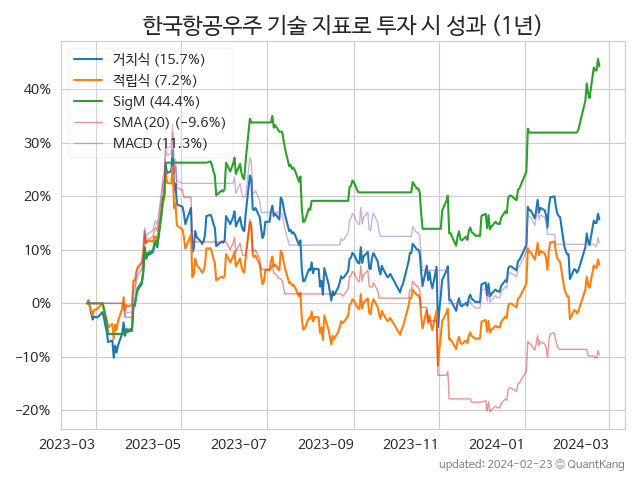 한국항공우주 기술 지표로 투자 시 성과 (1년)
거치식 (15.7%)
적립식 (7.2%)
SigM (44.4%)
SMA(20) (−9.6%)
MACD (11.3%)
40%
30%
20%
10%
0%
−10%
−20%
2023-03 2023-05 2023-07 2023-09 2023-11 2024-01 2024-03
updated: 2024-02-23 ⓒ QuantKang